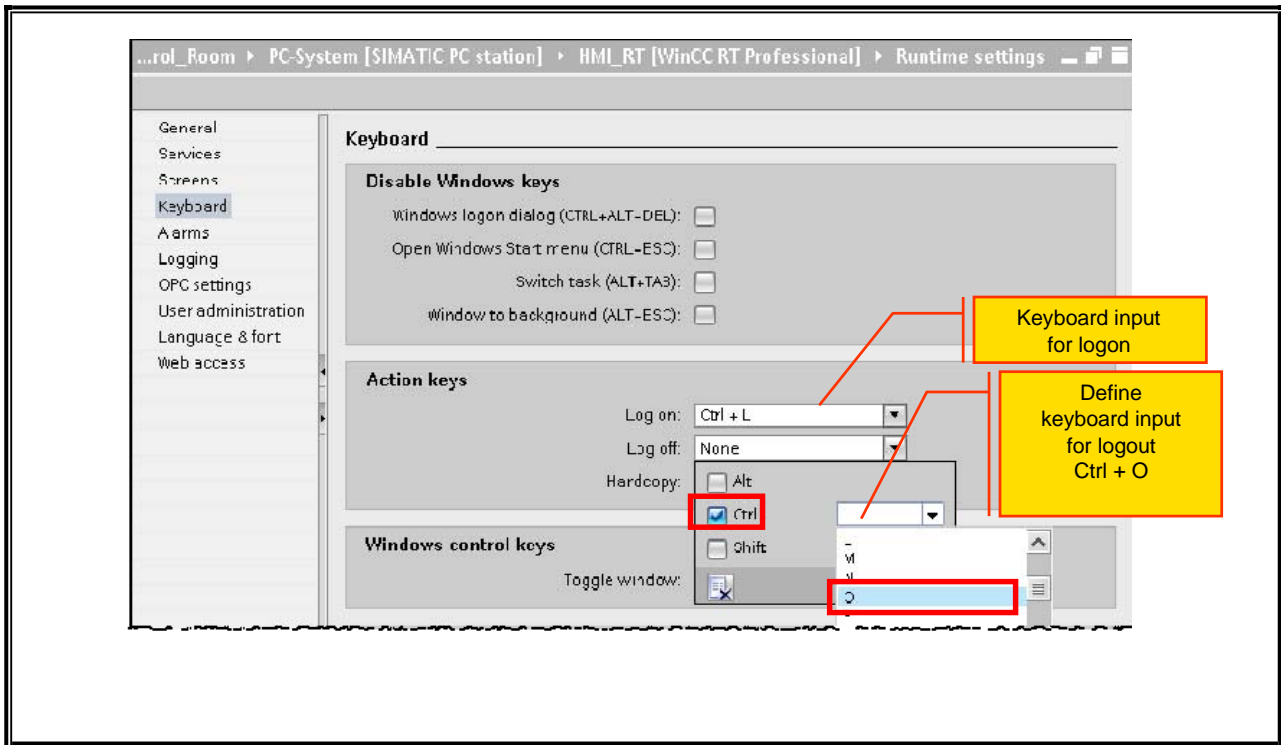 ...rol_Room ▸ PC-System [SIMATIC PC station] ▸ HMI_RT [WinCC RT Professional] ▸ Runtime settings
General
Services
Screens
Keyboard
Alarms
Logging
OPC settings
User administration
Language & font
Web access
Keyboard
Disable Windows keys
Windows logon dialog (CTRL+ALT+DEL):
Open Windows Start menu (CTRL+ESC):
Switch task (ALT+TAB):
Window to background (ALT+ESC):
Keyboard input
for logon
Action keys
Log on: Ctrl + L
Log off: None
Hardcopy:
Alt
Ctrl
Shift
Define
keyboard input
for logout
Ctrl + O
Windows control keys
Toggle window:
M
N
O